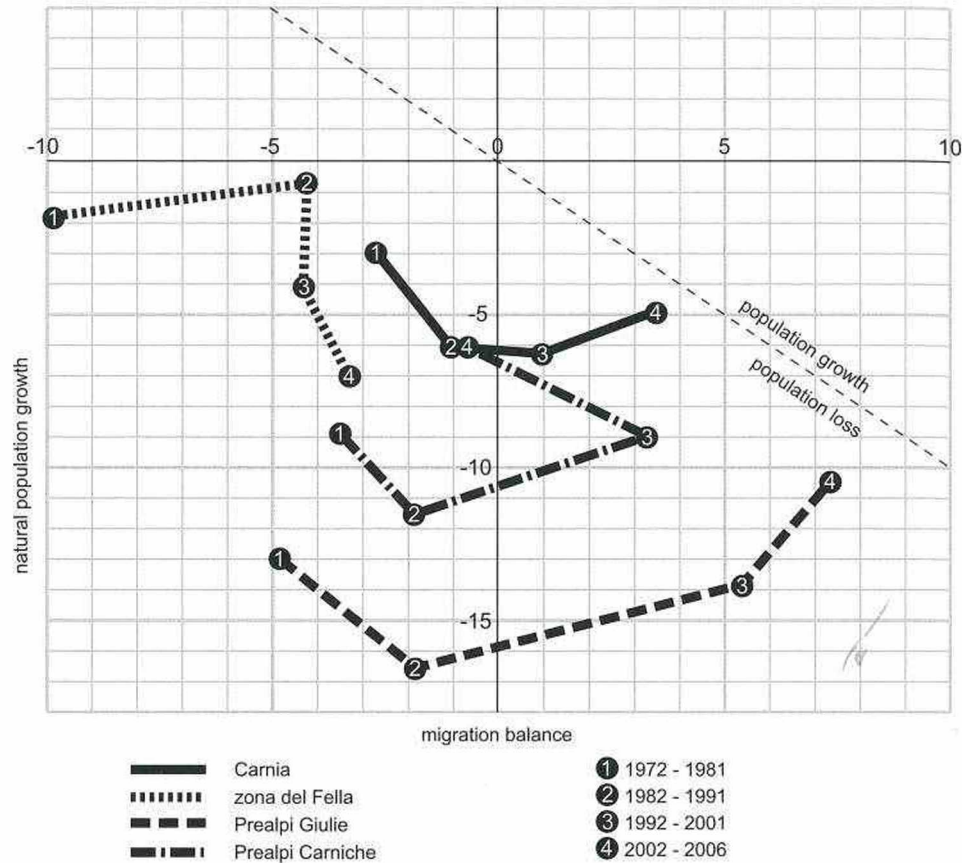 -10 -5 0 5 10
1
2
1
3
-5
4
2 4
3
population growth
4
population loss
1
3
natural population growth
-10
4
2
1
3
-15
2
migration balance
Carnia 1 1972 - 1981
zona del Fella 2 1982 - 1991
Prealpi Giulie 3 1992 - 2001
Prealpi Carniche 4 2002 - 2006